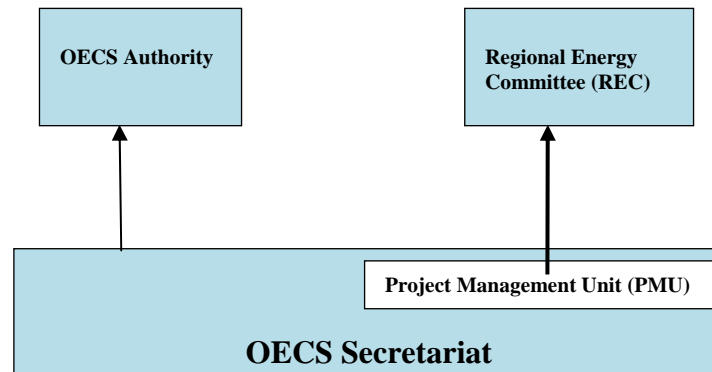 OECS Authority
Regional Energy
Committee (REC)
Project Management Unit (PMU)
OECS Secretariat